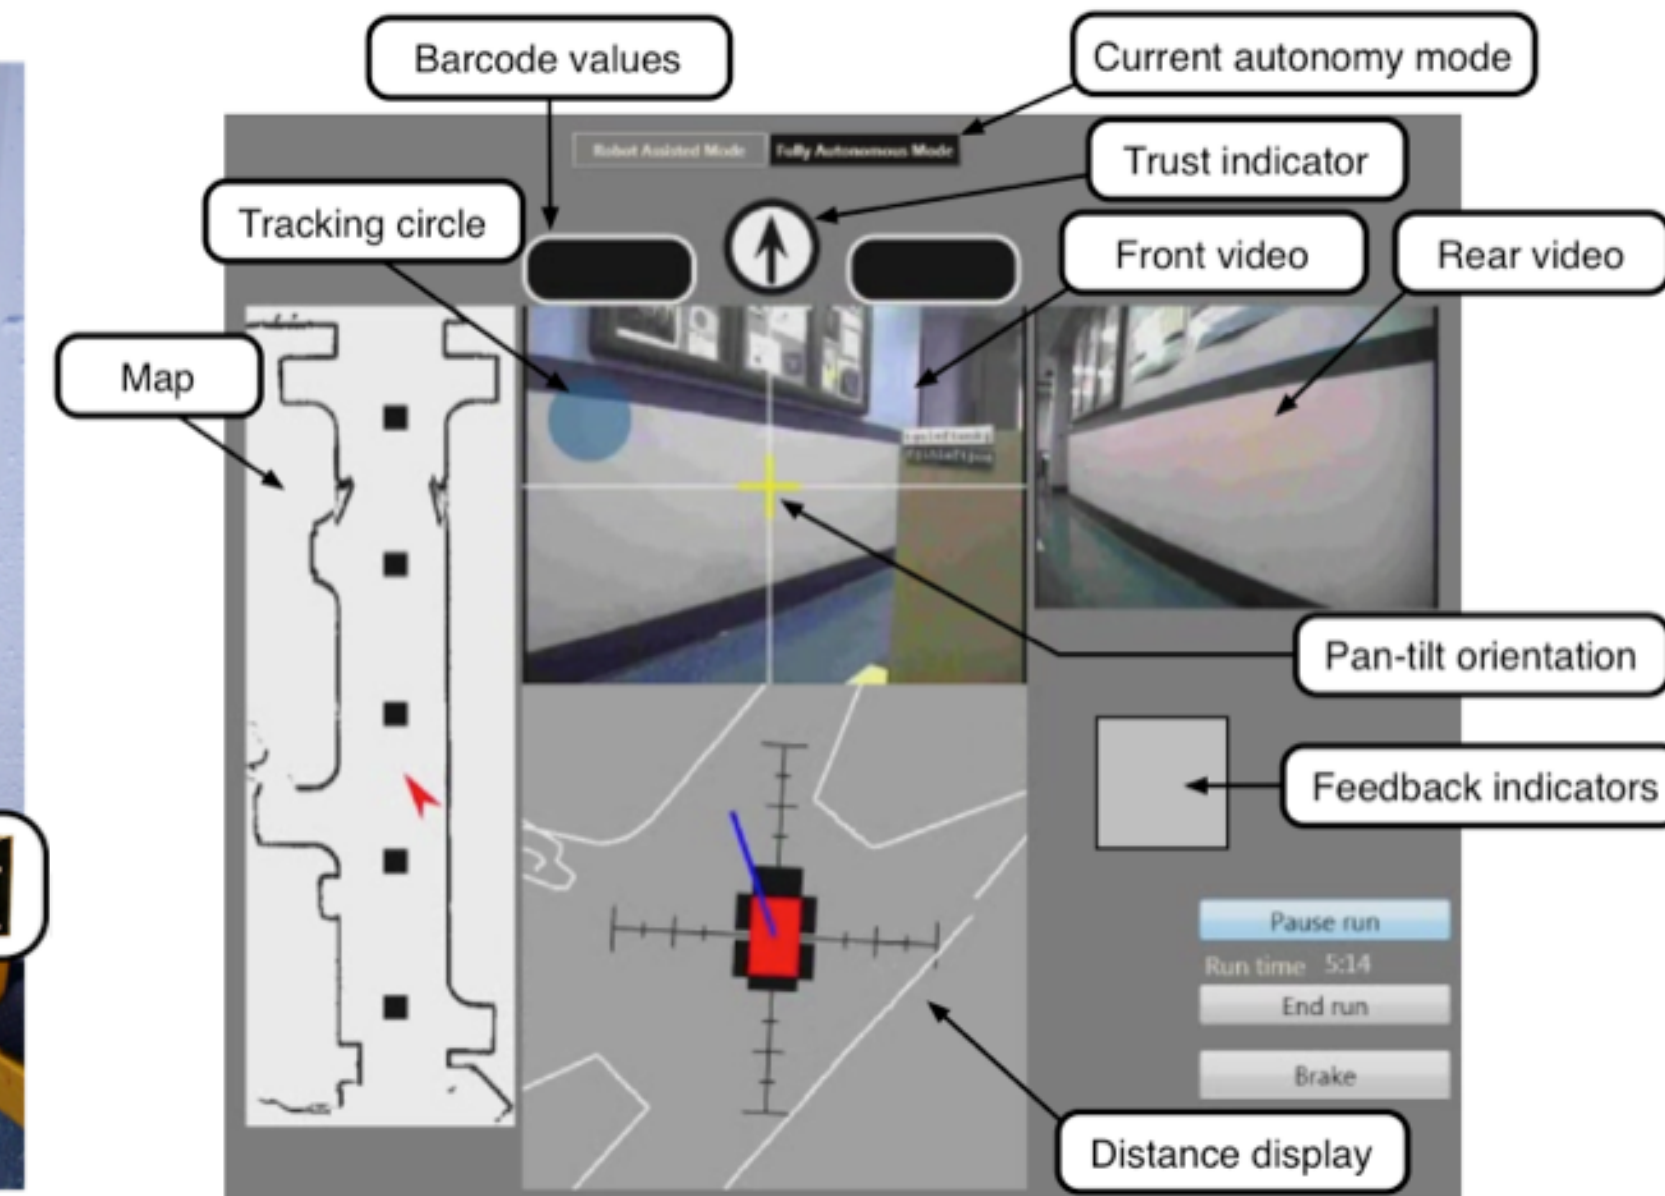 Barcode values
Current autonomy mode
Robot Assisted Mode
Fully Autonomous Mode
Trust indicator
Tracking circle
Front video
Rear video
Map
Pan-tilt orientation
Feedback indicators
Pause run
Run time 5:14
End run
Brake
Distance display